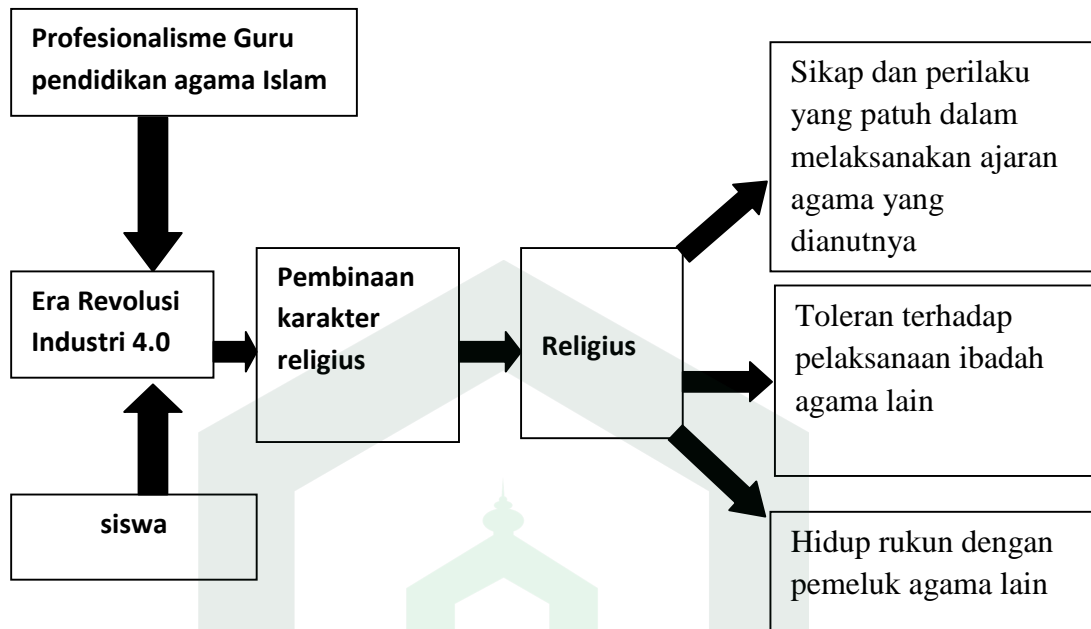 Profesionalisme Guru
pendidikan agama Islam
Era Revolusi
Industri 4.0
siswa
Pembinaan
karakter
religius
Religius
Sikap dan perilaku
yang patuh dalam
melaksanakan ajaran
agama yang
dianutnya
Toleran terhadap
pelaksanaan ibadah
agama lain
Hidup rukun dengan
pemeluk agama lain